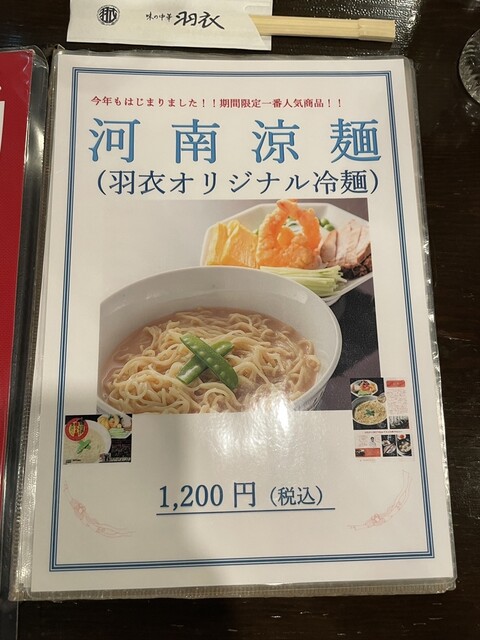 味の中華 羽衣
今年もはじまりました！！期間限定一番人気商品！！
河南涼麺
（羽衣オリジナル冷麺）
1,200円（税込）